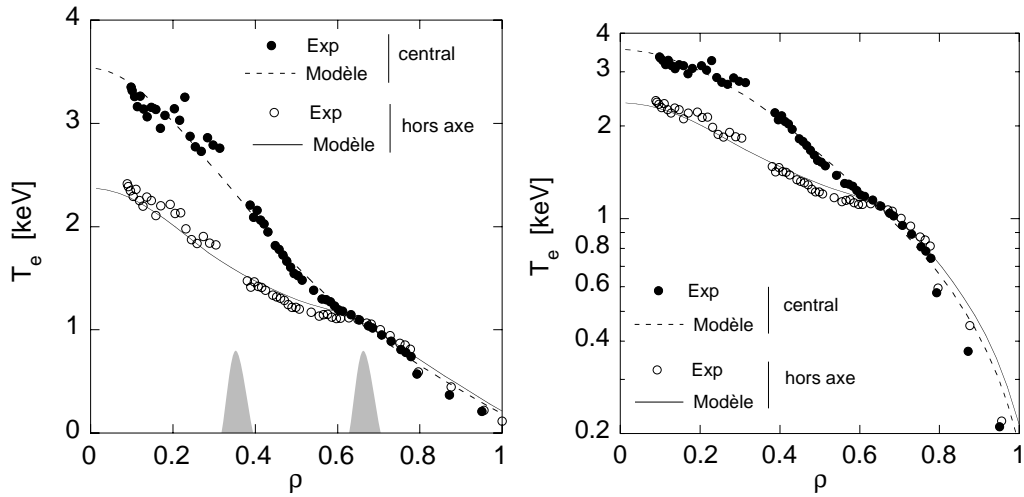 4
3
2
1
0
T_e [keV]
Exp
Modèle
central
Exp
Modèle
hors axe
0 0.2 0.4 0.6 0.8 1
ρ
4
3
2
1
0.8
0.6
0.4
0.2
T_e [keV]
Exp
Modèle
central
Exp
Modèle
hors axe
0 0.2 0.4 0.6 0.8 1
ρ